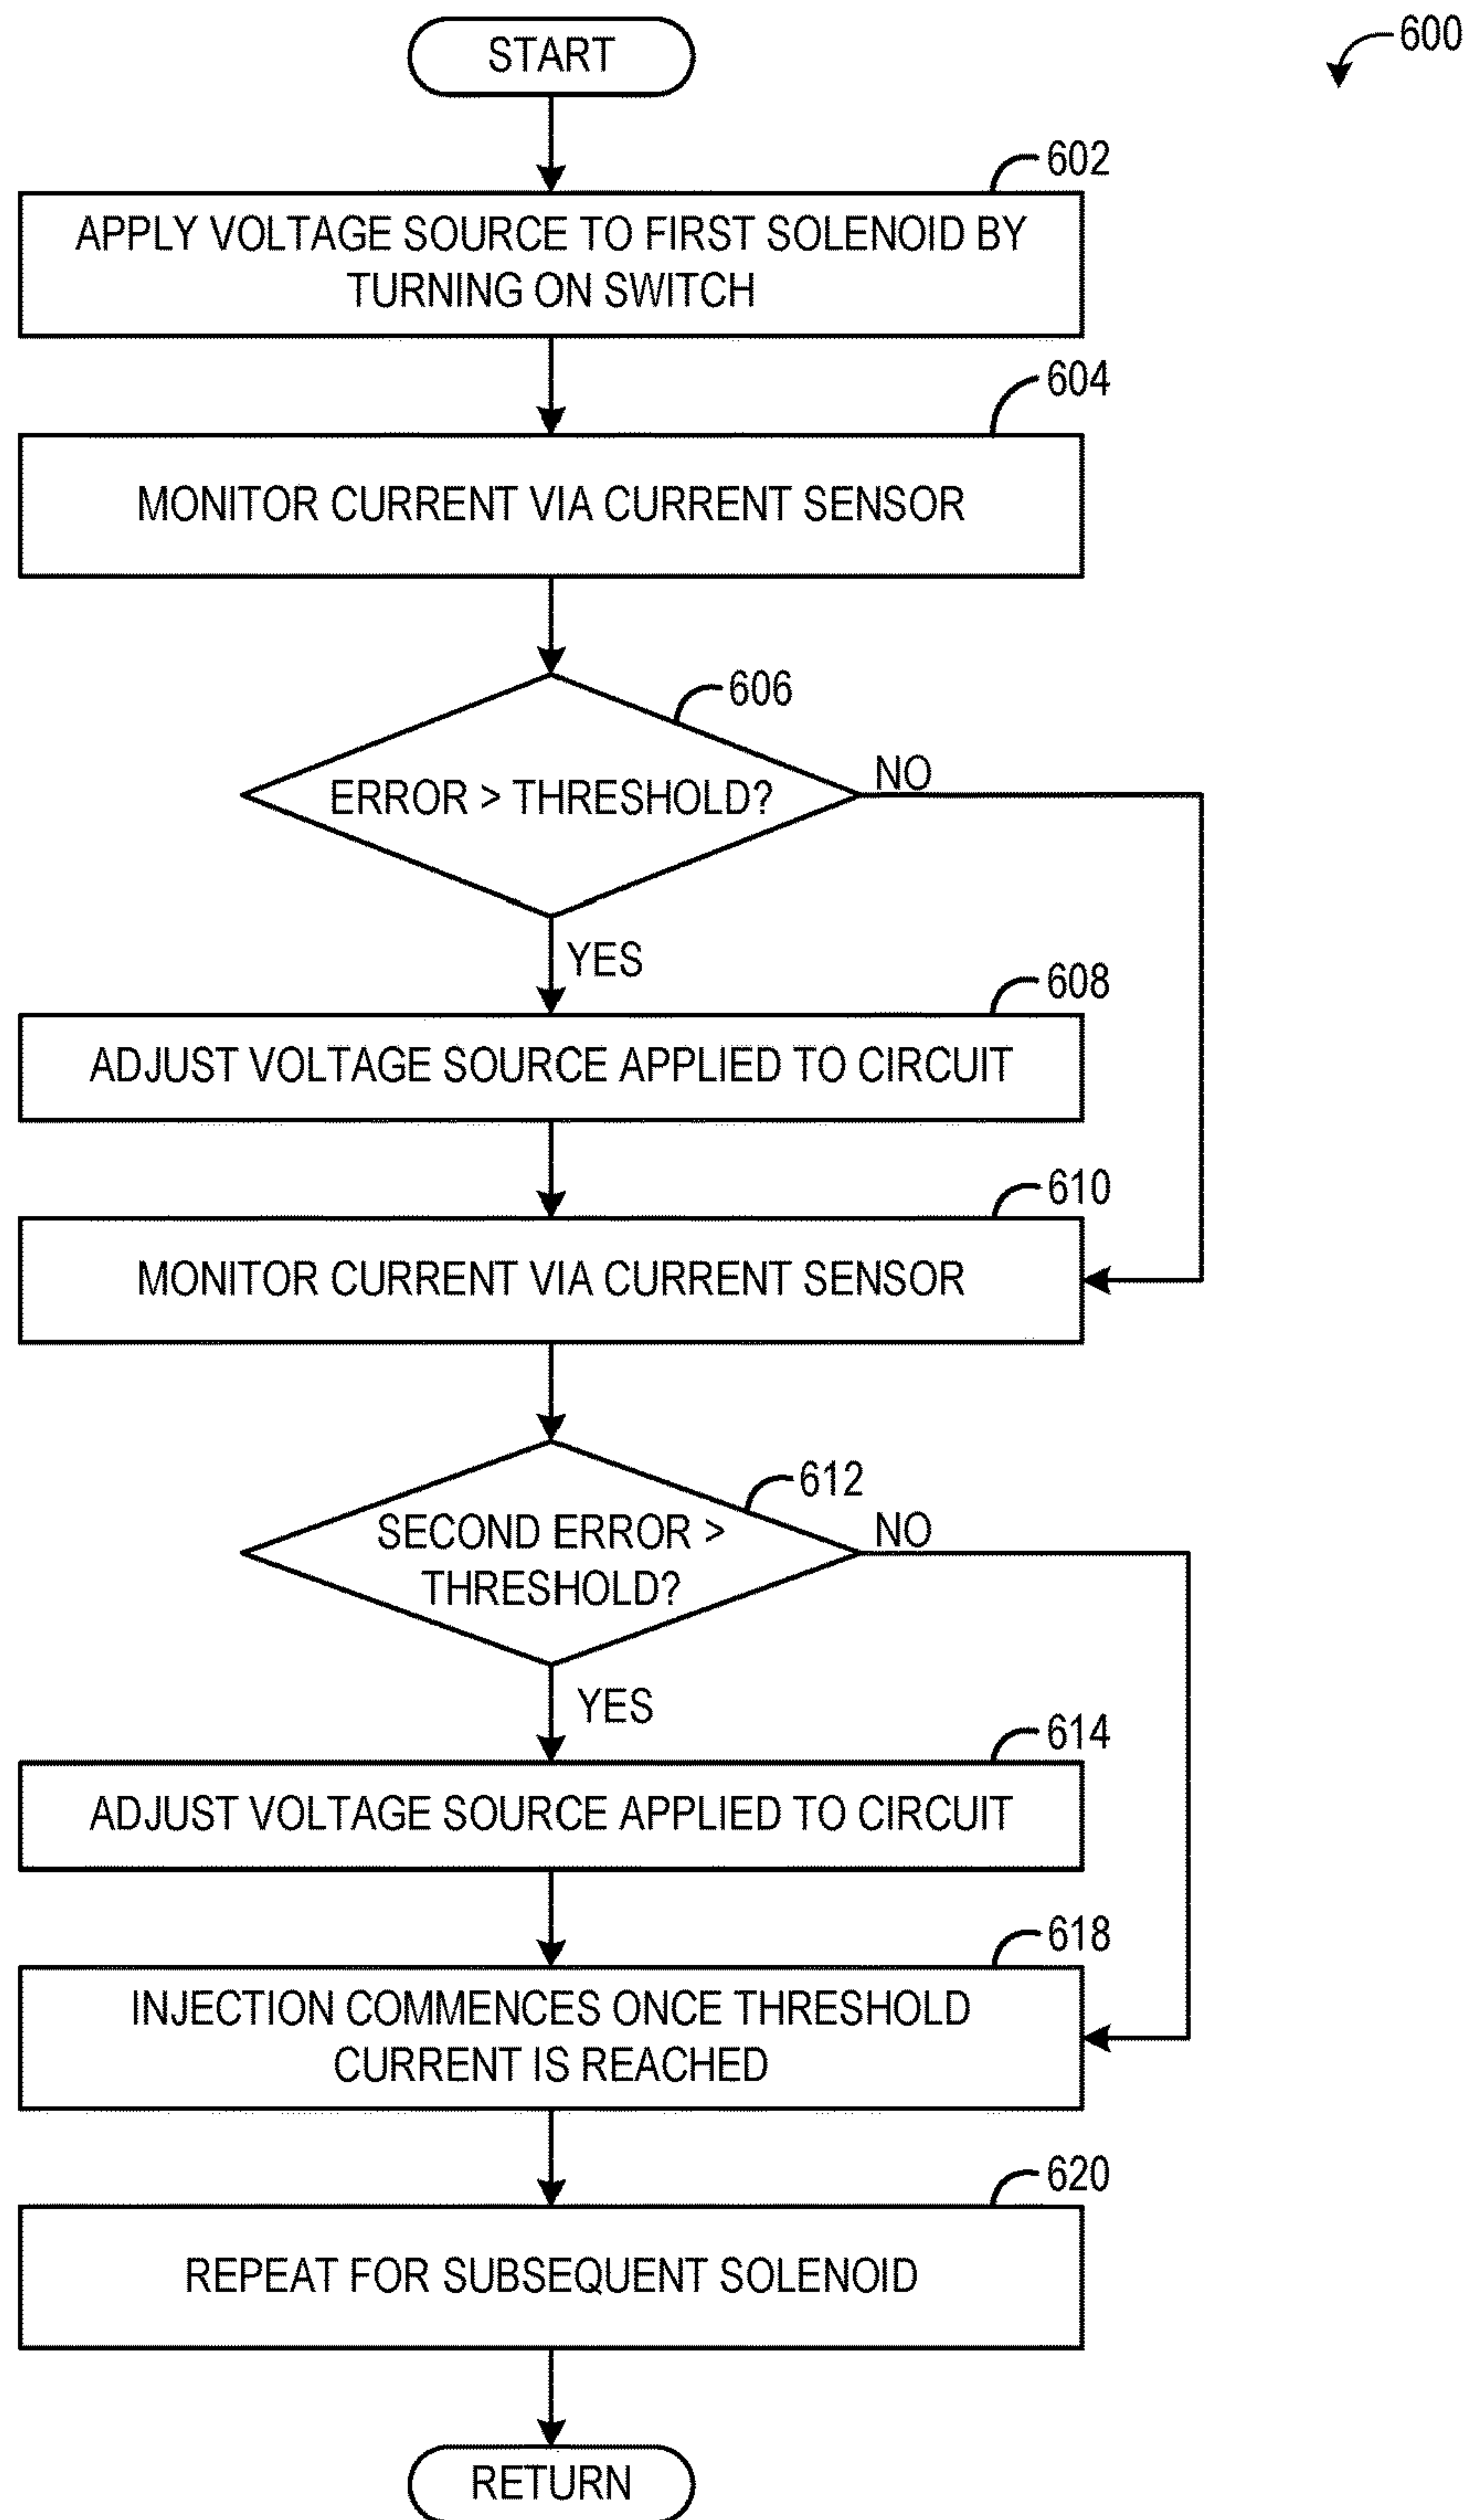 START
600
602
APPLY VOLTAGE SOURCE TO FIRST SOLENOID BY
TURNING ON SWITCH
604
MONITOR CURRENT VIA CURRENT SENSOR
606
ERROR > THRESHOLD?
NO
YES
608
ADJUST VOLTAGE SOURCE APPLIED TO CIRCUIT
610
MONITOR CURRENT VIA CURRENT SENSOR
612
SECOND ERROR >
THRESHOLD?
NO
YES
614
ADJUST VOLTAGE SOURCE APPLIED TO CIRCUIT
618
INJECTION COMMENCES ONCE THRESHOLD
CURRENT IS REACHED
620
REPEAT FOR SUBSEQUENT SOLENOID
RETURN